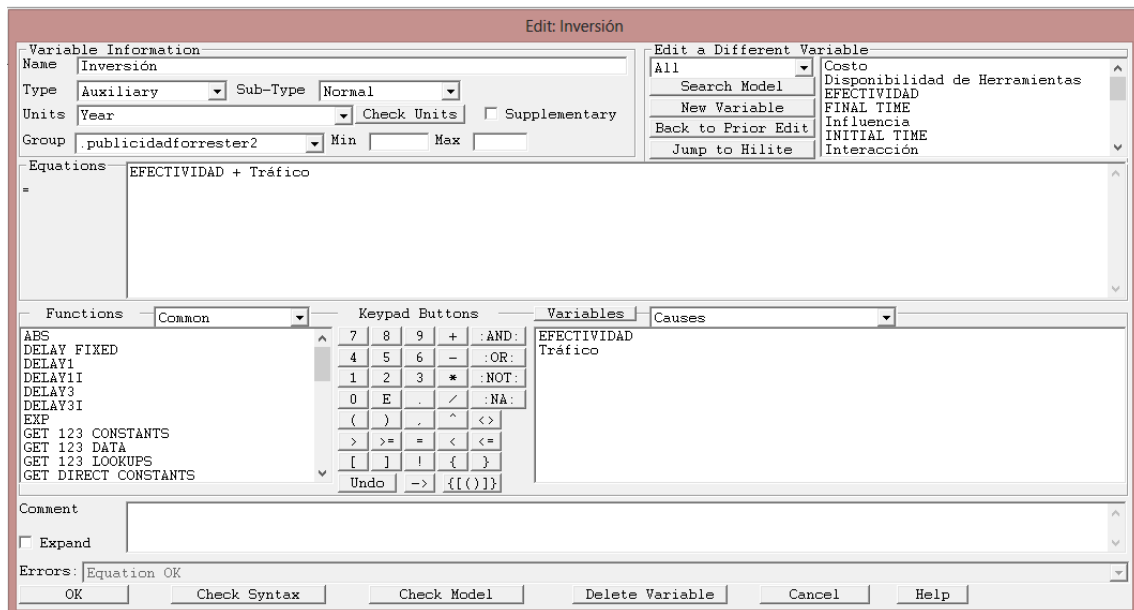 Edit: Inversión
Variable Information
Name Inversión
Type Auxiliary Sub-Type Normal
Units Year Check Units Supplementary
Group .publicidadforrester2 Min Max
Edit a Different Variable
All
Search Model
New Variable
Back to Prior Edit
Jump to Hilite
Costo
Disponibilidad de Herramientas
EFECTIVIDAD
FINAL TIME
Influencia
INITIAL TIME
Interacción
Equations
=
EFECTIVIDAD + Tráfico
Functions Common
ABS
DELAY FIXED
DELAY1
DELAY1I
DELAY3
DELAY3I
EXP
GET 123 CONSTANTS
GET 123 DATA
GET 123 LOOKUPS
GET DIRECT CONSTANTS
Keypad Buttons
7 8 9 + :AND:
4 5 6 - :OR:
1 2 3 * :NOT:
0 E . / :NA:
( ) , ^ <>
> >= = < <=
[ ] ! { }
Undo -> {[()]}
Variables Causes
EFECTIVIDAD
Tráfico
Comment
Expand
Errors: Equation OK
OK Check Syntax Check Model Delete Variable Cancel Help